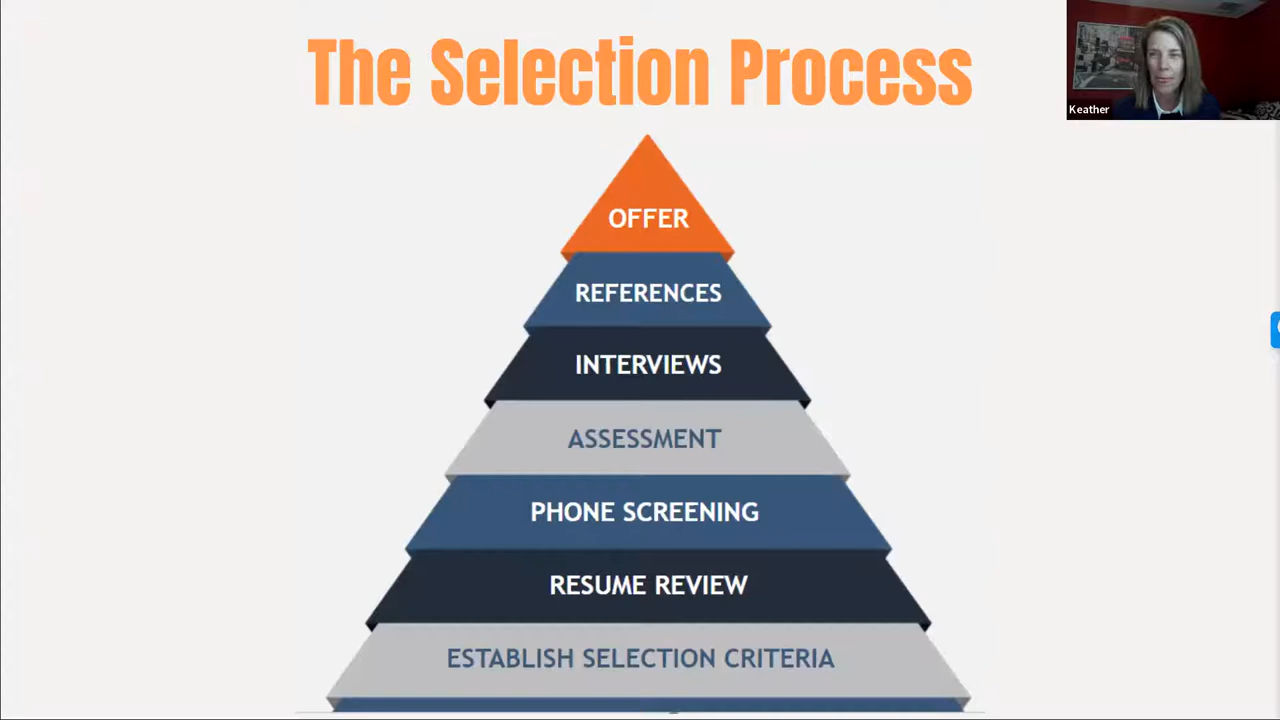 The Selection Process
Keather
OFFER
REFERENCES
INTERVIEWS
ASSESSMENT
PHONE SCREENING
RESUME REVIEW
ESTABLISH SELECTION CRITERIA